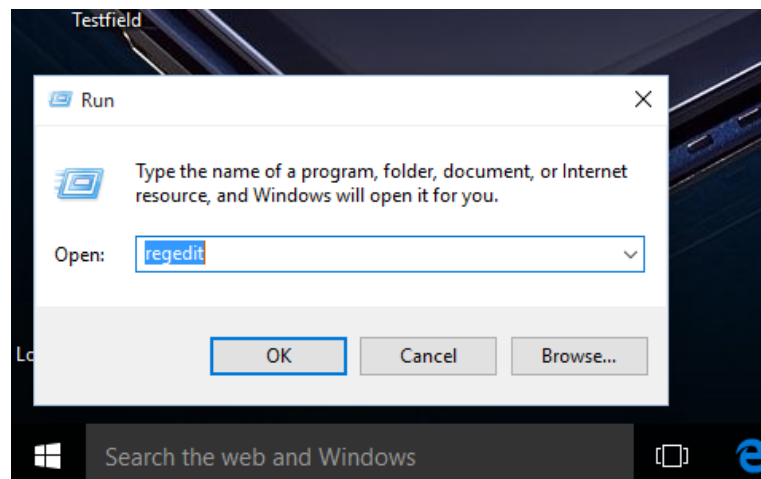 Testfield
Run
Type the name of a program, folder, document, or Internet
resource, and Windows will open it for you.
Open: regedit
OK Cancel Browse...
Search the web and Windows